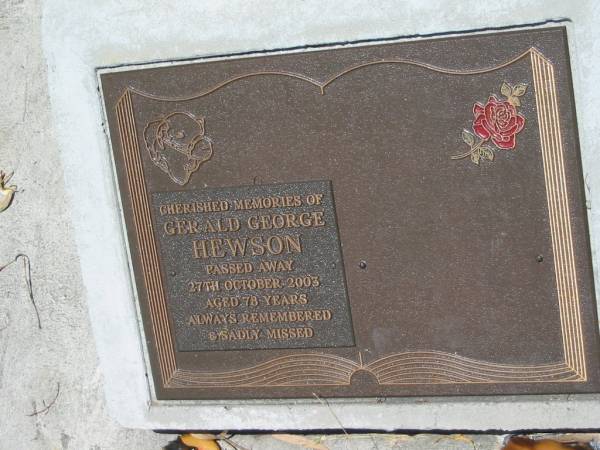 CHERISHED MEMORIES OF
GERALD GEORGE
HEWSON
PASSED AWAY
27TH OCTOBER 2003
AGED 78 YEARS
ALWAYS REMEMBERED
& SADLY MISSED